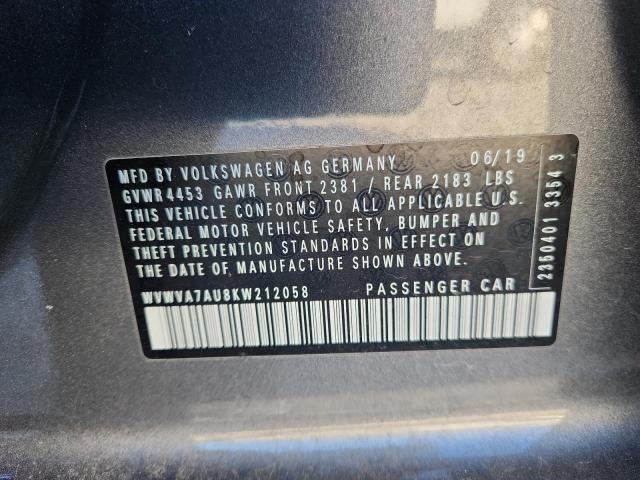 MFD BY VOLKSWAGEN AG GERMANY 06/19
GVWR 4453 GAWR FRONT 2381 / REAR 2183 LBS
THIS VEHICLE CONFORMS TO ALL APPLICABLE U.S.
FEDERAL MOTOR VEHICLE SAFETY, BUMPER AND
THEFT PREVENTION STANDARDS IN EFFECT ON
THE DATE OF MANUFACTURE SHOWN ABOVE.
WVWVA7AU8KW212058 PASSENGER CAR
2350401 3354 3